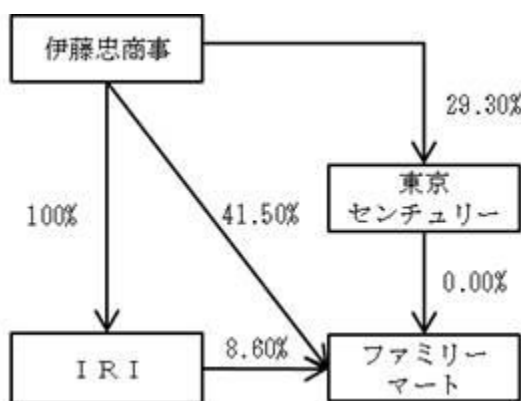 伊藤忠商事
29.30%
東京
センチュリー
100%
41.50%
0.00%
8.60%
ＩＲＩ
ファミリー
マート